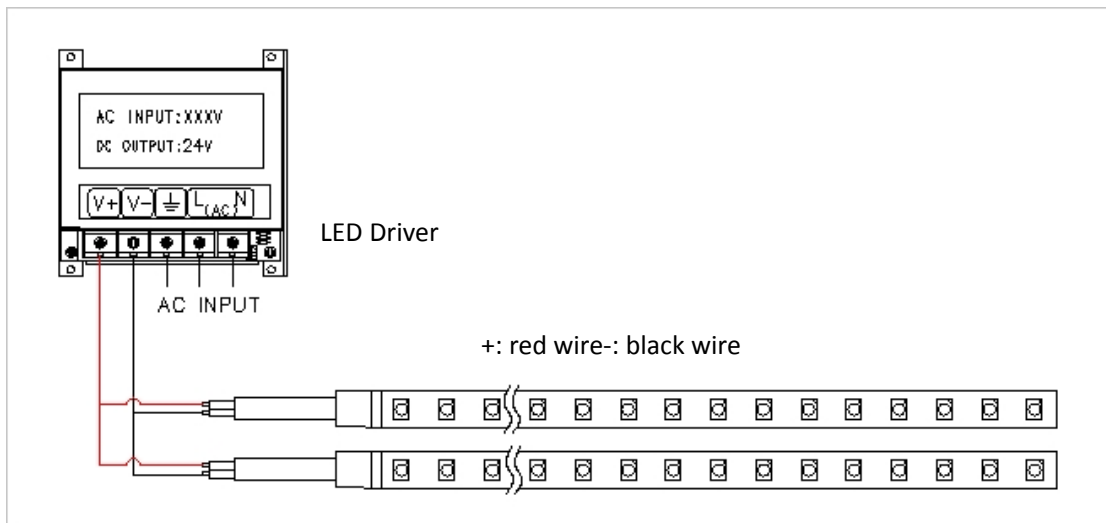 AC INPUT:XXXV
DC OUTPUT:24V
V+ V- L(AC)N
LED Driver
AC INPUT
+: red wire-: black wire